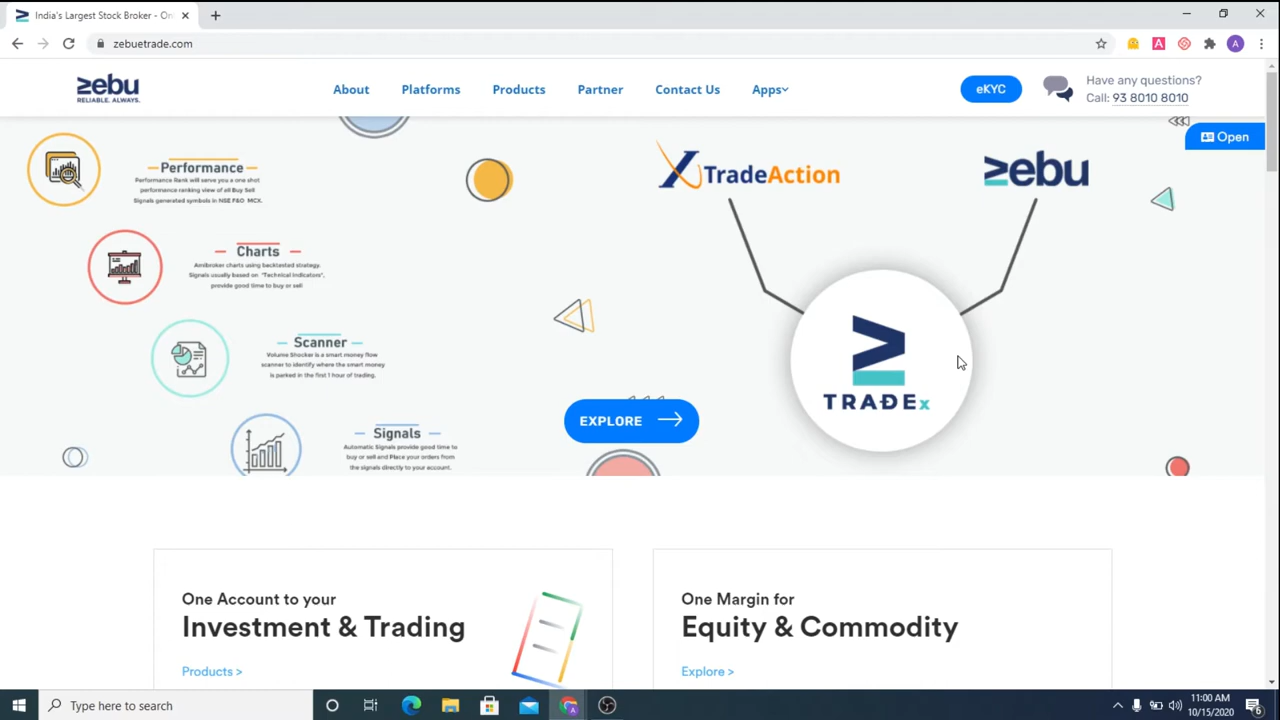 India's Largest Stock Broker - On
zebuetrade.com
zebu
RELIABLE. ALWAYS.
About
Platforms
Products
Partner
Contact Us
Apps
eKYC
Have any questions?
Call: 93 8010 8010
Open
Performance
Performance Rank will serve you a one shot
performance ranking view of all Buy Sell
Signals generated symbols in NSE F&O MCX.
Charts
Amibroker charts using backtested strategy.
Signals usually based on "Technical Indicators",
provide good time to buy or sell
Scanner
Volume Shocker is a smart money flow
scanner to identify where the smart money
is parked in the first 1 hour of trading.
Signals
Automatic Signals provide good time to
buy or sell and Place your orders from
the signals directly to your account.
EXPLORE
TradeAction
zebu
TRADEx
One Account to your
Investment & Trading
Products >
One Margin for
Equity & Commodity
Explore >
Type here to search
11:00 AM
10/15/2020
6